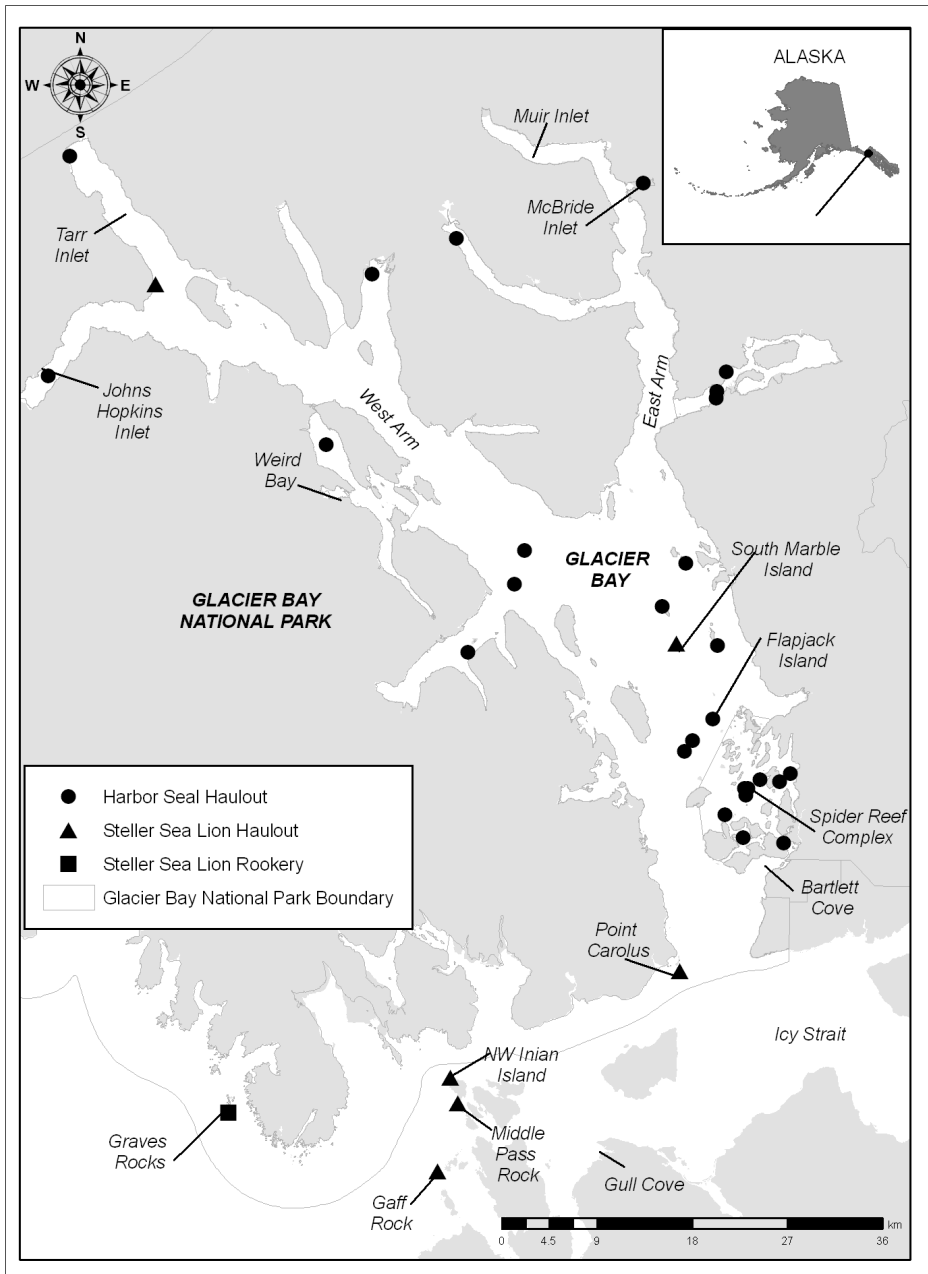 N
W
E
S
ALASKA
Muir Inlet
McBride
Inlet
Tarr
Inlet
Johns
Hopkins
Inlet
West Arm
East Arm
Weird
Bay
GLACIER
BAY
South Marble
Island
GLACIER BAY
NATIONAL PARK
Flapjack
Island
Harbor Seal Haulout
Steller Sea Lion Haulout
Steller Sea Lion Rookery
Glacier Bay National Park Boundary
Spider Reef
Complex
Bartlett
Cove
Point
Carolus
Icy Strait
NW Inian
Island
Graves
Rocks
Middle
Pass
Rock
Gull Cove
Gaff
Rock
km
0 4.5 9 18 27 36